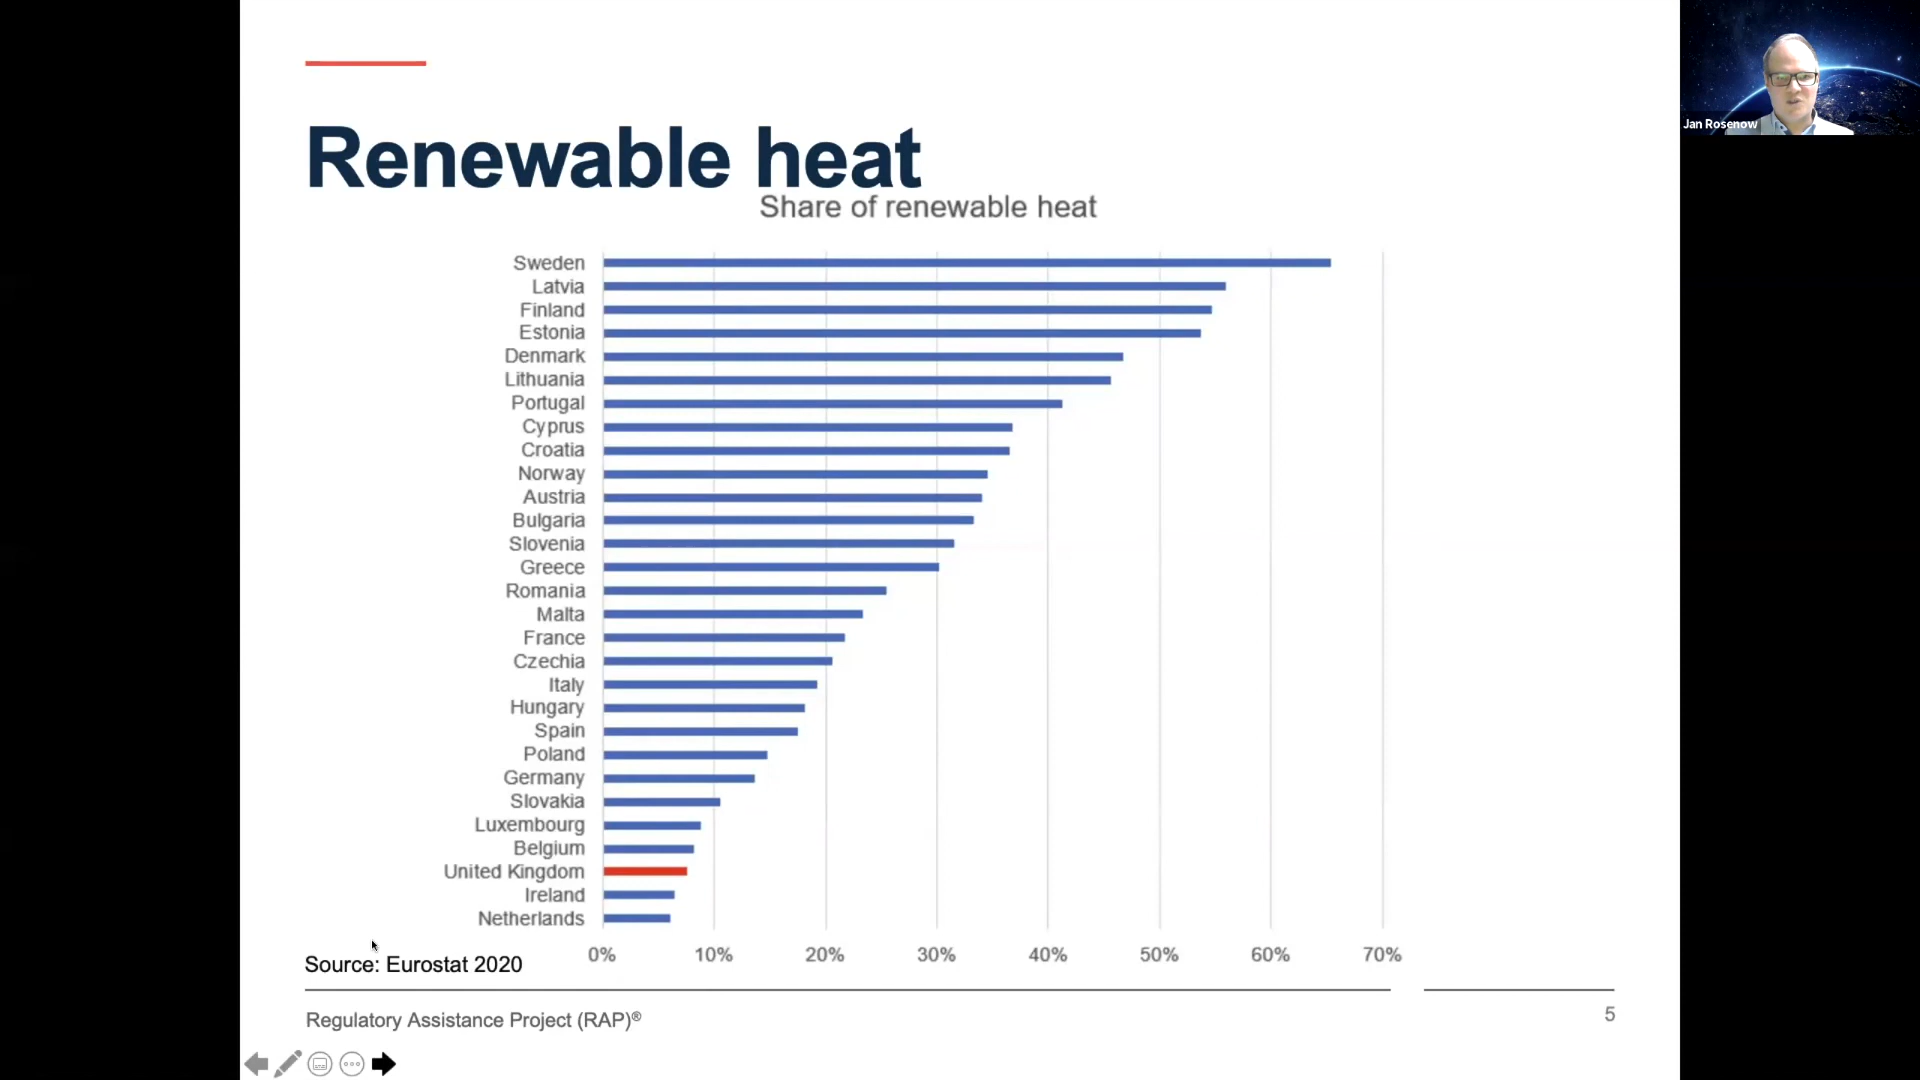 Renewable heat
Share of renewable heat
Sweden
Latvia
Finland
Estonia
Denmark
Lithuania
Portugal
Cyprus
Croatia
Norway
Austria
Bulgaria
Slovenia
Greece
Romania
Malta
France
Czechia
Italy
Hungary
Spain
Poland
Germany
Slovakia
Luxembourg
Belgium
United Kingdom
Ireland
Netherlands
0% 10% 20% 30% 40% 50% 60% 70%
Source: Eurostat 2020
Regulatory Assistance Project (RAP)®
5
Jan Rosenow